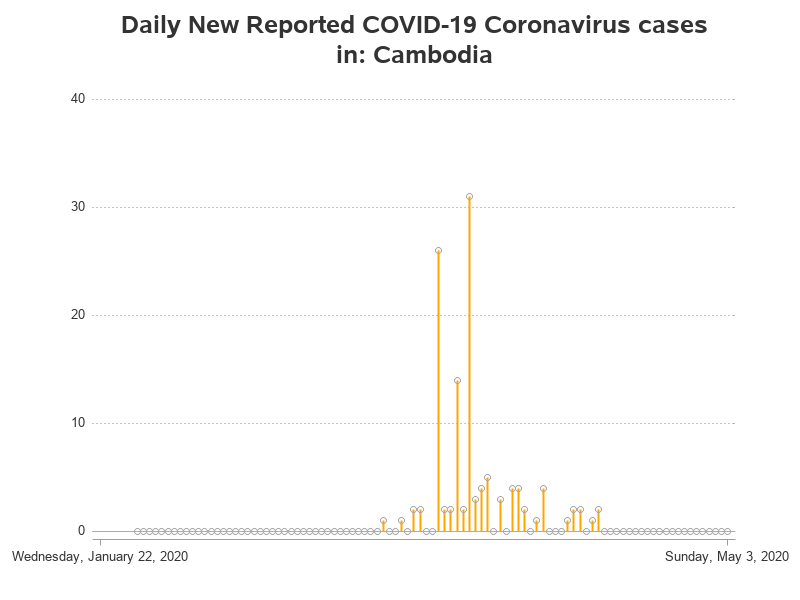 Daily New Reported COVID-19 Coronavirus cases
in: Cambodia
40
30
20
10
0
Wednesday, January 22, 2020
Sunday, May 3, 2020